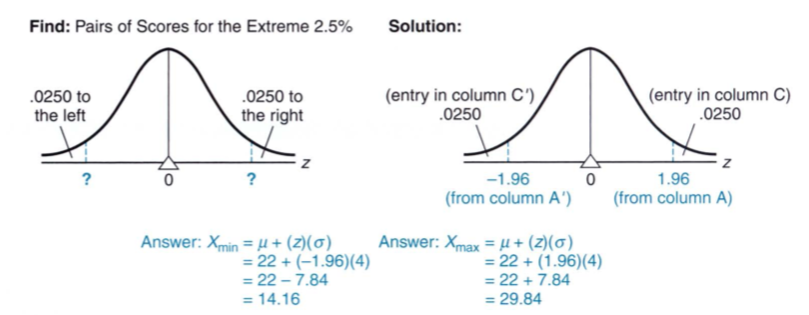 Find: Pairs of Scores for the Extreme 2.5%
Solution:
.0250 to
the left
.0250 to
the right
?
0
?
z
(entry in column C′)
.0250
(entry in column C)
.0250
z
−1.96
(from column A′)
0
1.96
(from column A)
Answer: Xmin = μ + (z)(σ)
= 22 + (−1.96)(4)
= 22 − 7.84
= 14.16
Answer: Xmax = μ + (z)(σ)
= 22 + (1.96)(4)
= 22 + 7.84
= 29.84